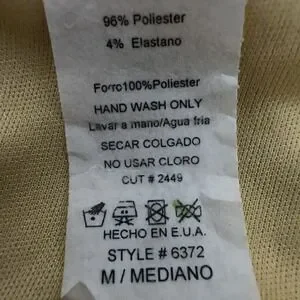 96% Poliester
4% Elastano
Forro100%Poliester
HAND WASH ONLY
Llavar a mano/Agua fria
SECAR COLGADO
NO USAR CLORO
CUT # 2449
HECHO EN E.U.A.
STYLE # 6372
M / MEDIANO